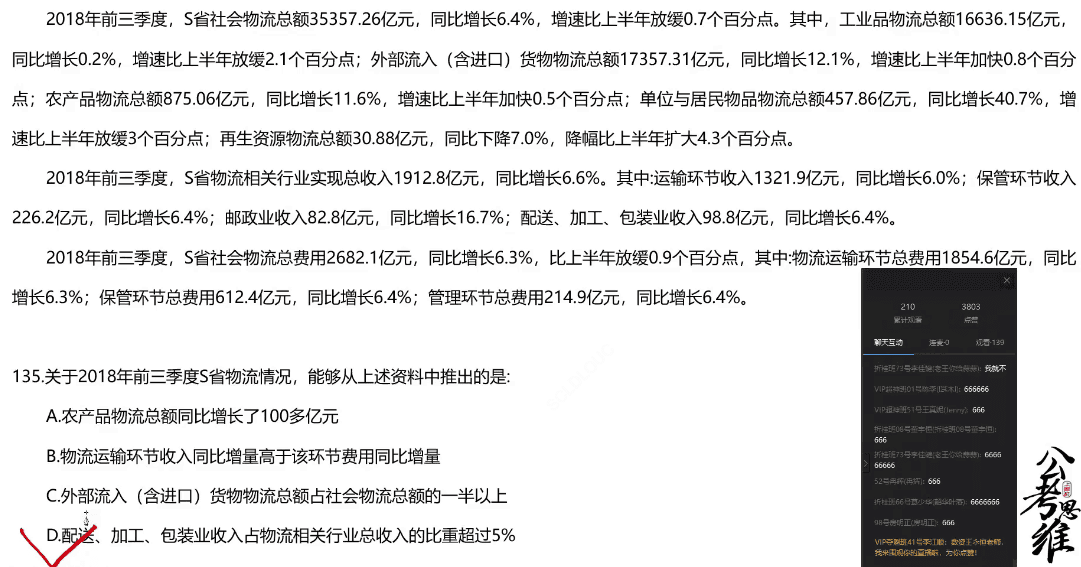 2018年前三季度，S省社会物流总额35357.26亿元，同比增长6.4%，增速比上半年放缓0.7个百分点。其中，工业品物流总额16636.15亿元，
同比增长0.2%，增速比上半年放缓2.1个百分点；外部流入（含进口）货物物流总额17357.31亿元，同比增长12.1%，增速比上半年加快0.8个百分
点；农产品物流总额875.06亿元，同比增长11.6%，增速比上半年加快0.5个百分点；单位与居民物品物流总额457.86亿元，同比增长40.7%，增
速比上半年放缓3个百分点；再生资源物流总额30.88亿元，同比下降7.0%，降幅比上半年扩大4.3个百分点。
2018年前三季度，S省物流相关行业实现总收入1912.8亿元，同比增长6.6%。其中:运输环节收入1321.9亿元，同比增长6.0%；保管环节收入
226.2亿元，同比增长6.4%；邮政业收入82.8亿元，同比增长16.7%；配送、加工、包装业收入98.8亿元，同比增长6.4%。
2018年前三季度，S省社会物流总费用2682.1亿元，同比增长6.3%，比上半年放缓0.9个百分点，其中:物流运输环节总费用1854.6亿元，同比
增长6.3%；保管环节总费用612.4亿元，同比增长6.4%；管理环节总费用214.9亿元，同比增长6.4%。
135.关于2018年前三季度S省物流情况，能够从上述资料中推出的是:
A.农产品物流总额同比增长了100多亿元
B.物流运输环节收入同比增量高于该环节费用同比增量
C.外部流入（含进口）货物物流总额占社会物流总额的一半以上
D.配送、加工、包装业收入占物流相关行业总收入的比重超过5%
210 3803
累计观看 点赞
聊天互动 连麦·0 观看·139
我就不
666666
666
666
6666
66666
666
6666666
666
公考思维